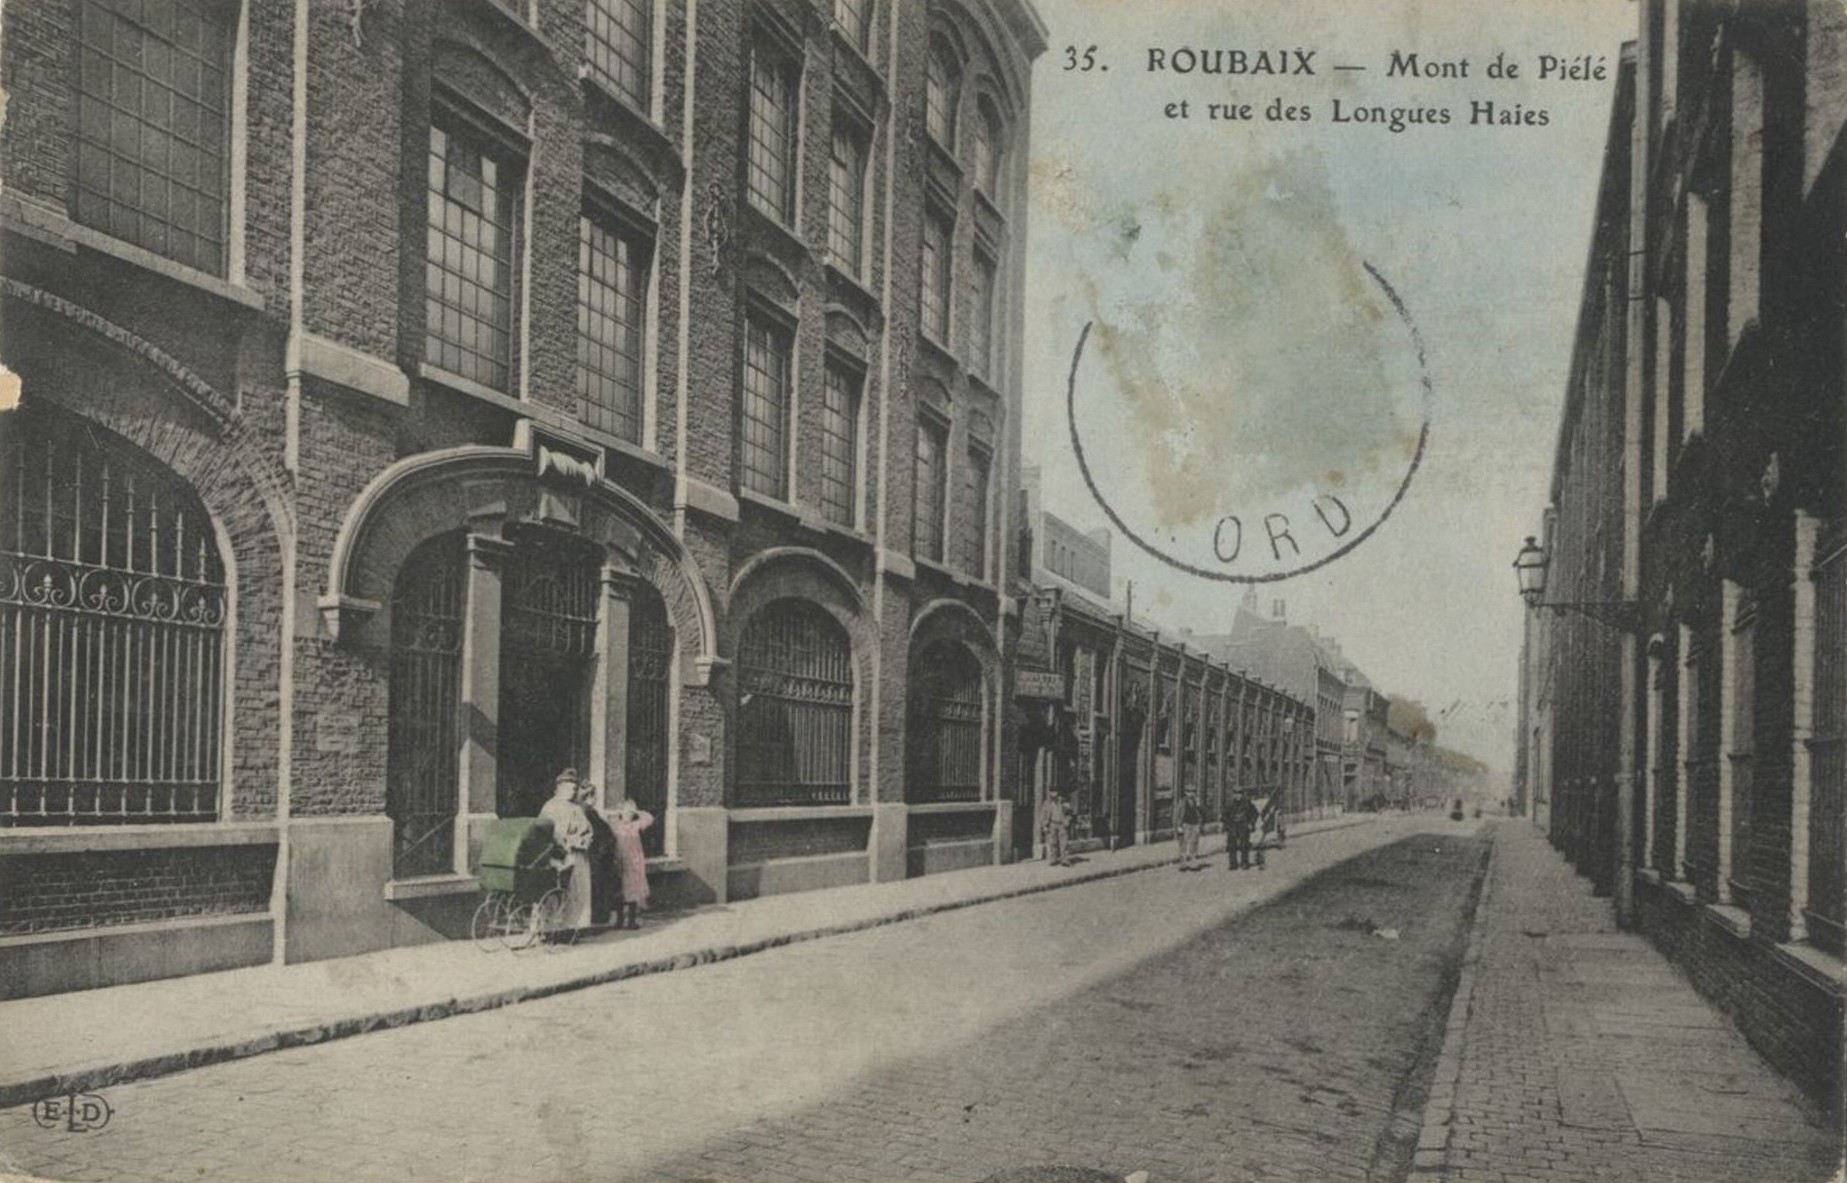 35. ROUBAIX — Mont de Piélé
et rue des Longues Haies
ORD
ELD